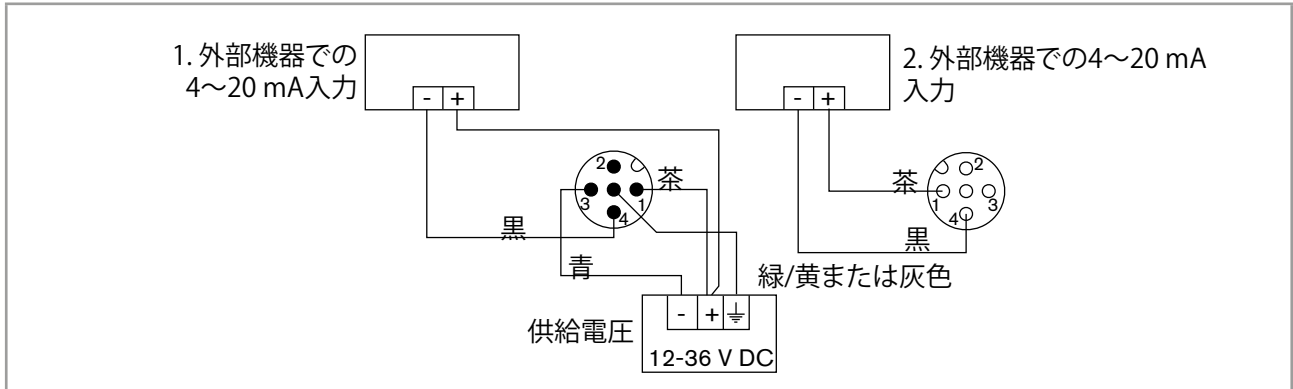 1. 外部機器での
4〜20 mA入力
- +
2. 外部機器での4〜20 mA
入力
- +
2
茶
3
1
4
黒
青
茶
2
1
3
4
黒
緑/黄または灰色
供給電圧
- +
12-36 V DC